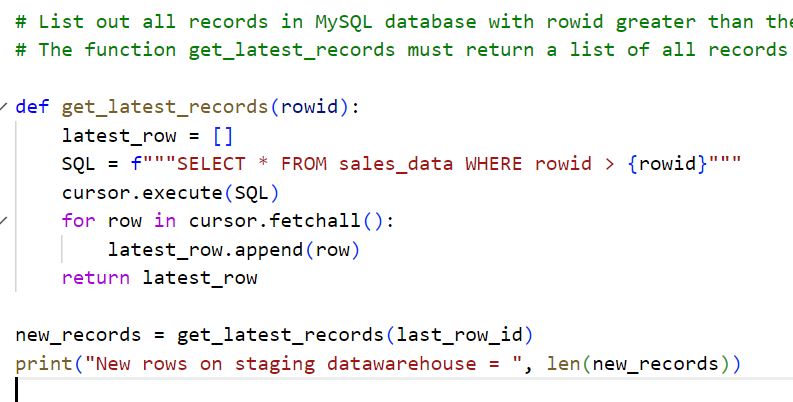 # List out all records in MySQL database with rowid greater than the
# The function get_latest_records must return a list of all records
def get_latest_records(rowid):
    latest_row = []
    SQL = f"""SELECT * FROM sales_data WHERE rowid > {rowid}"""
    cursor.execute(SQL)
    for row in cursor.fetchall():
        latest_row.append(row)
    return latest_row
new_records = get_latest_records(last_row_id)
print("New rows on staging datawarehouse = ", len(new_records))